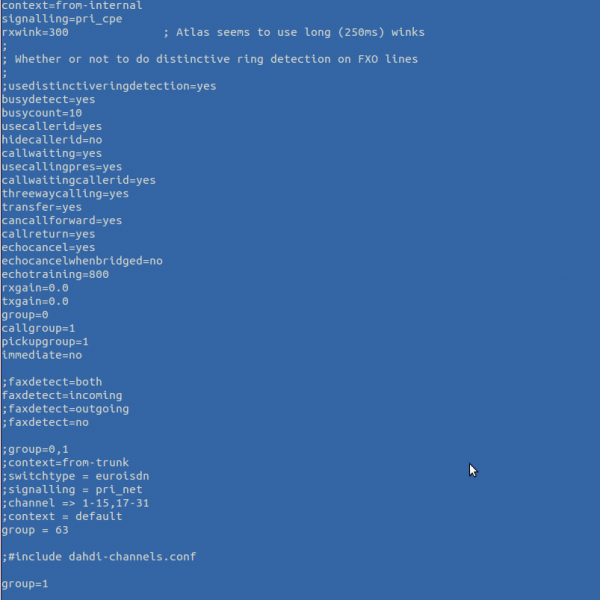 context=from-internal
signalling=pri_cpe
rxwink=300              ; Atlas seems to use long (250ms) winks
;
; Whether or not to do distinctive ring detection on FXO lines
;
;usedistinctiveringdetection=yes
busydetect=yes
busycount=10
usecallerid=yes
hidecallerid=no
callwaiting=yes
usecallingpres=yes
callwaitingcallerid=yes
threewaycalling=yes
transfer=yes
cancallforward=yes
callreturn=yes
echocancel=yes
echocancelwhenbridged=no
echotraining=800
rxgain=0.0
txgain=0.0
group=0
callgroup=1
pickupgroup=1
immediate=no

;faxdetect=both
faxdetect=incoming
;faxdetect=outgoing
;faxdetect=no

;group=0,1
;context=from-trunk
;switchtype = euroisdn
;signalling = pri_net
;channel => 1-15,17-31
;context = default
group = 63

;#include dahdi-channels.conf

group=1